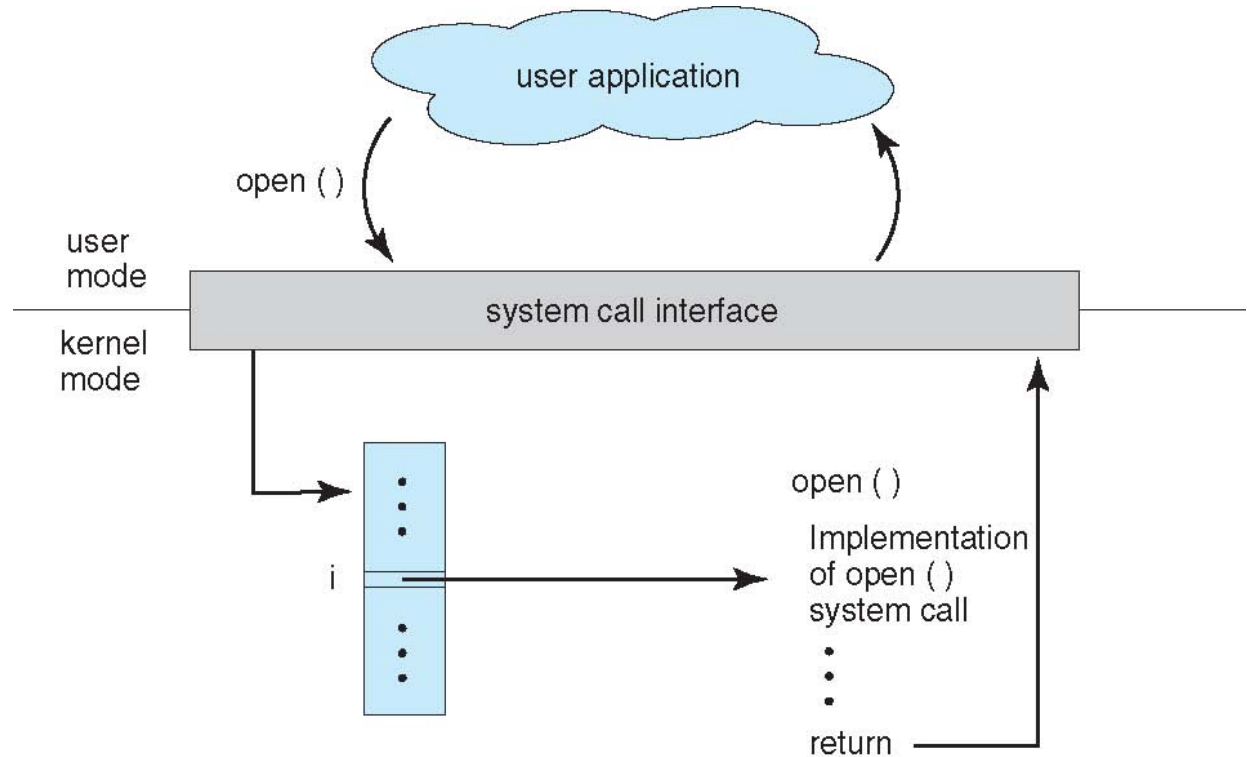 user application
open ( )
user
mode
system call interface
kernel
mode
open ( )
Implementation
of open ( )
system call
i
return